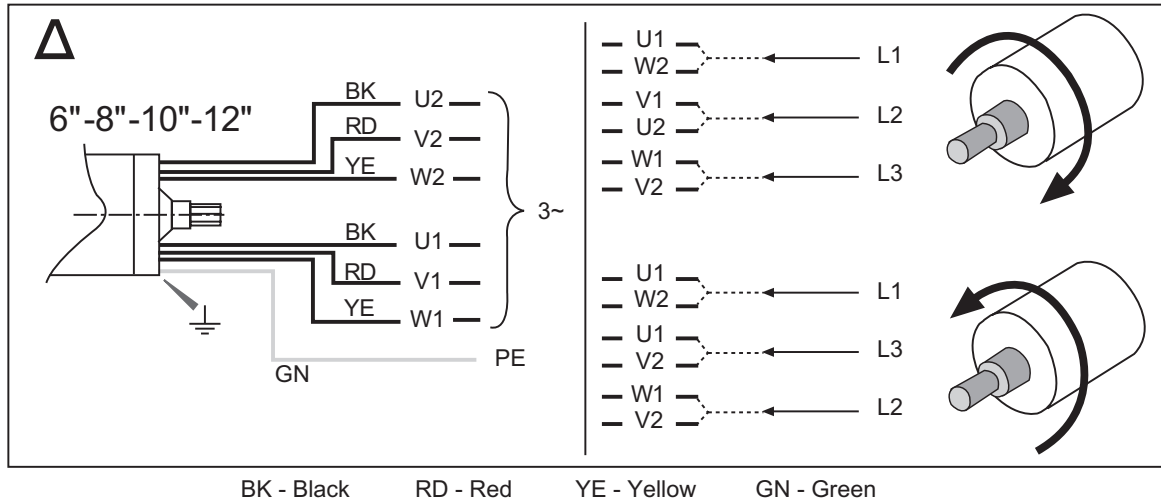 Δ
6"-8"-10"-12"
BK U2
RD V2
YE W2
BK U1
RD V1
YE W1
3~
GN PE
U1
W2
L1
V1
U2
L2
W1
V2
L3
U1
W2
L1
U1
V2
L3
W1
V2
L2
BK - Black RD - Red YE - Yellow GN - Green